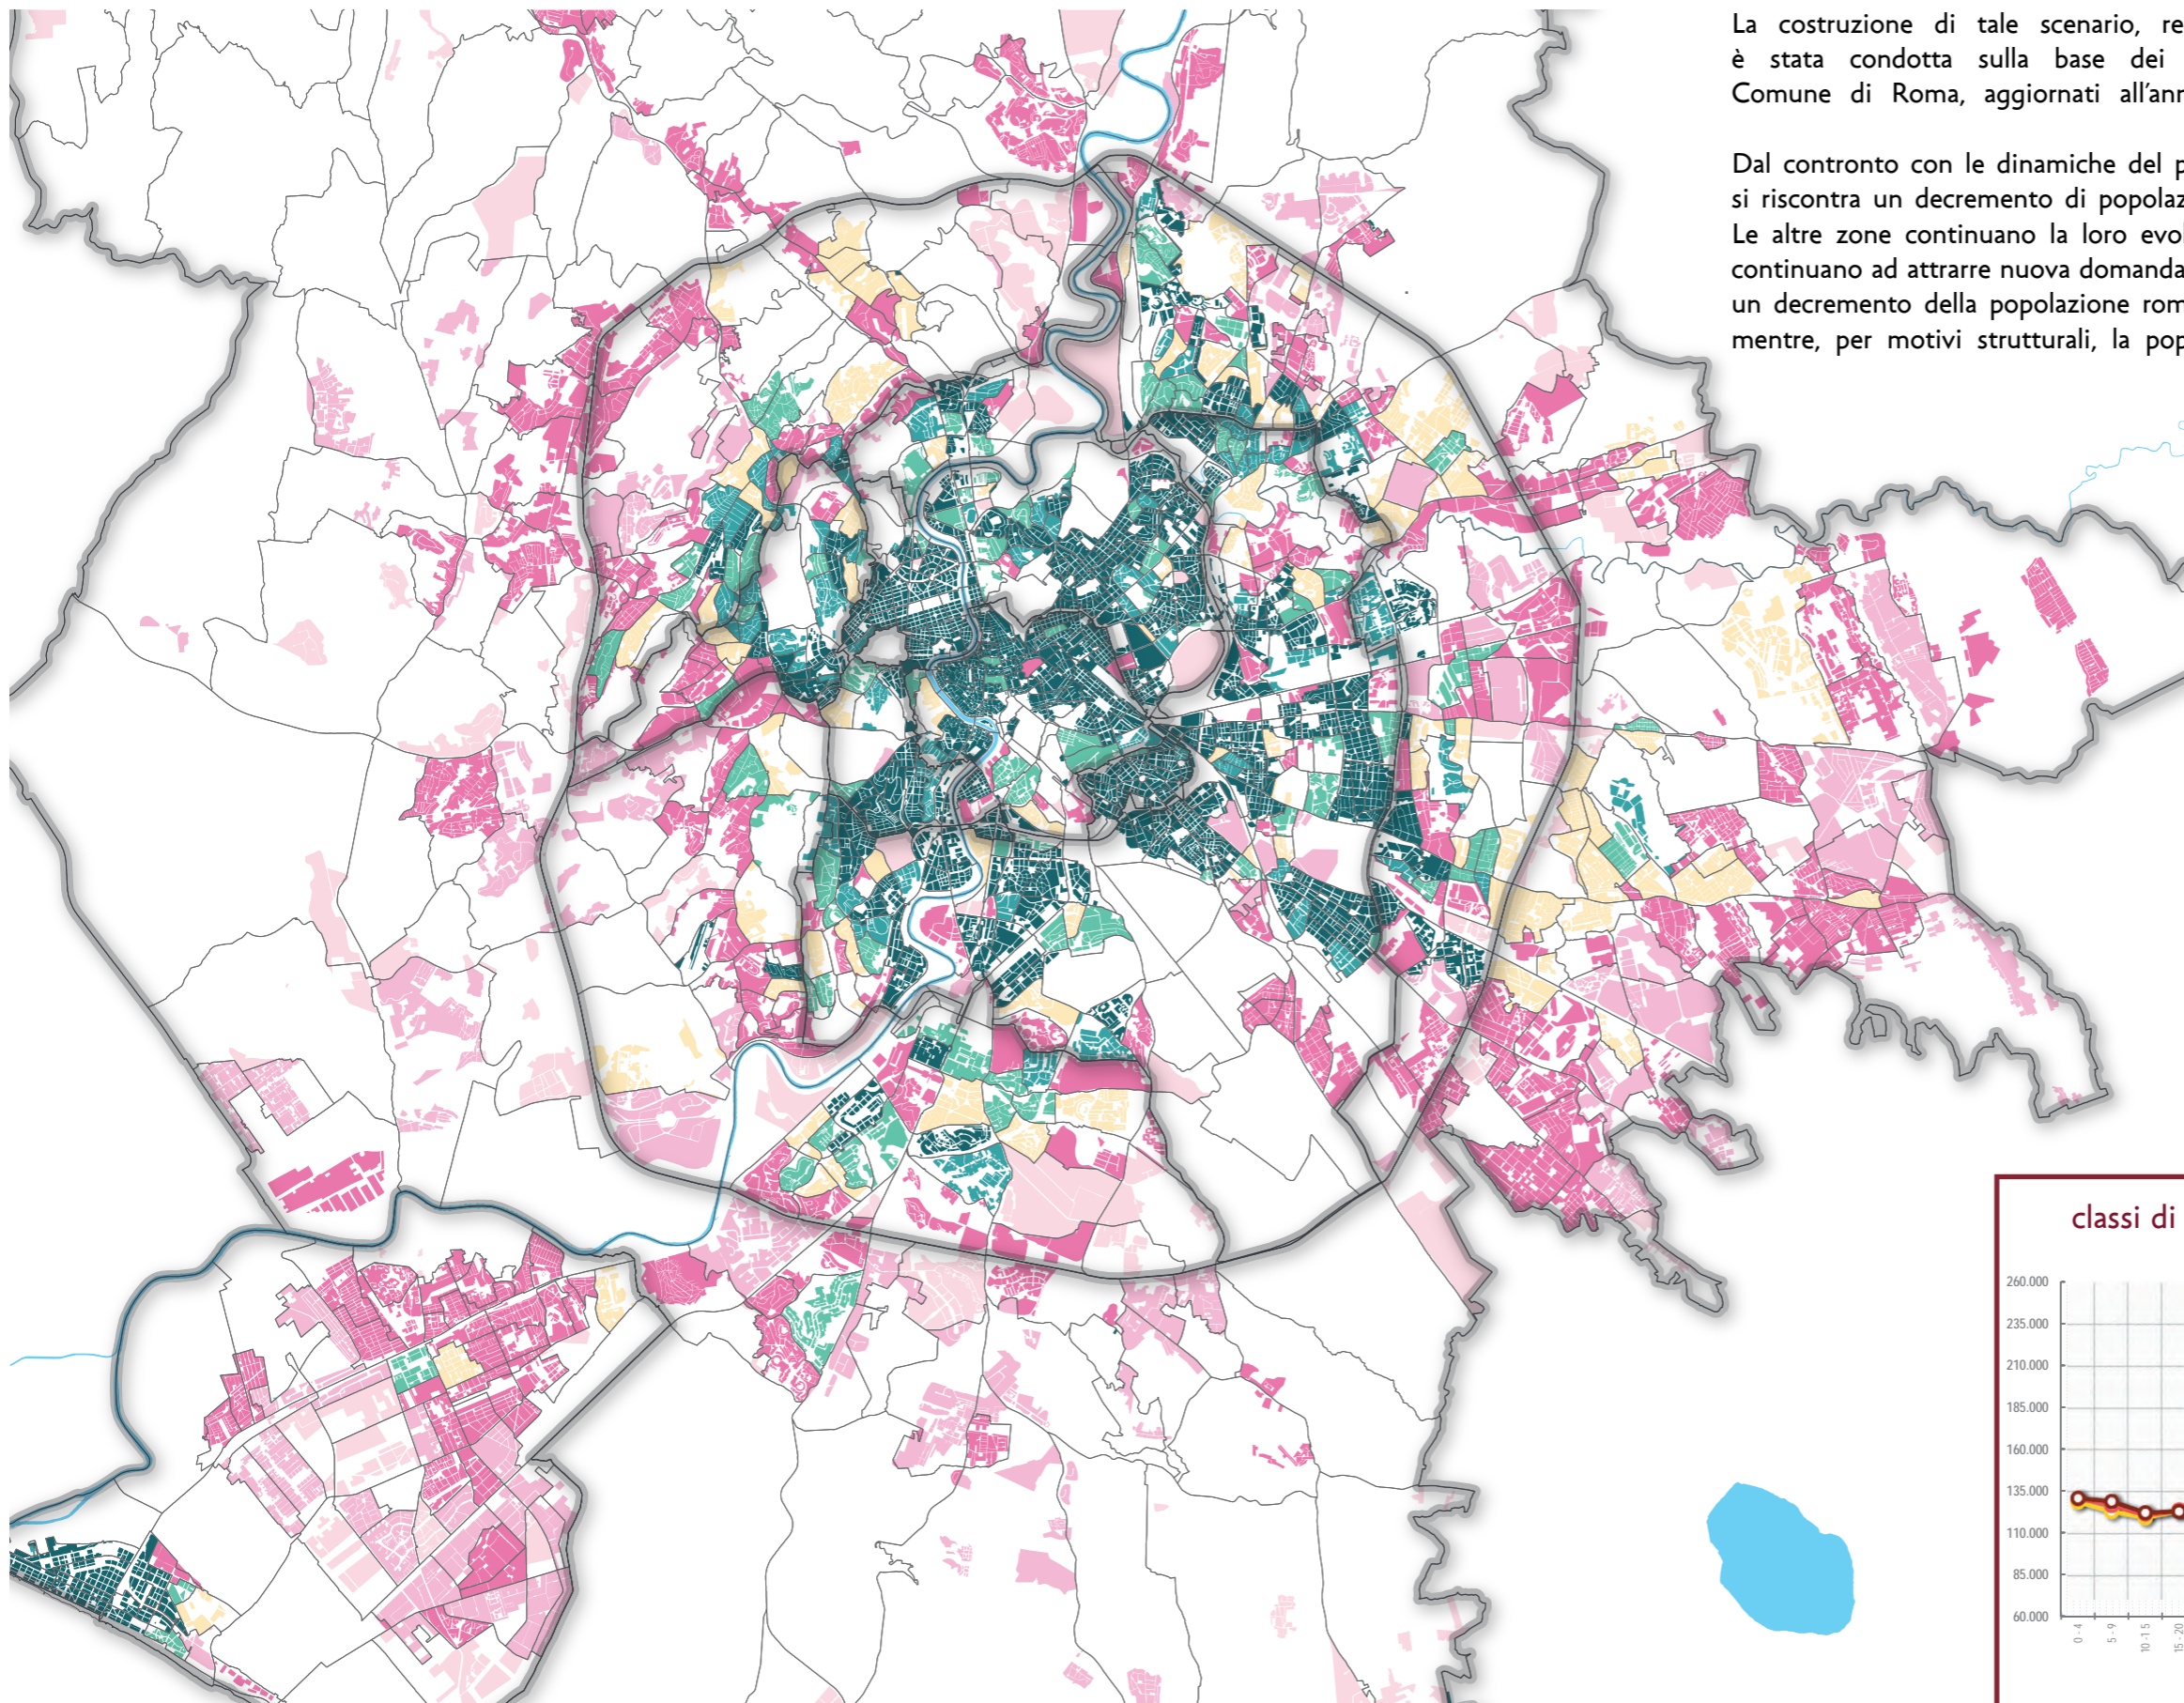 La costruzione di tale scenario, re
è stata condotta sulla base dei
Comune di Roma, aggiornati all'ann
Dal contronto con le dinamiche del p
si riscontra un decremento di popolaz
Le altre zone continuano la loro evol
continuano ad attrarre nuova domanda
un decremento della popolazione rom
mentre, per motivi strutturali, la pop
classi di
260.000
235.000
210.000
185.000
160.000
135.000
110.000
85.000
60.000
0 - 4
5 - 9
10 - 15
15 - 20